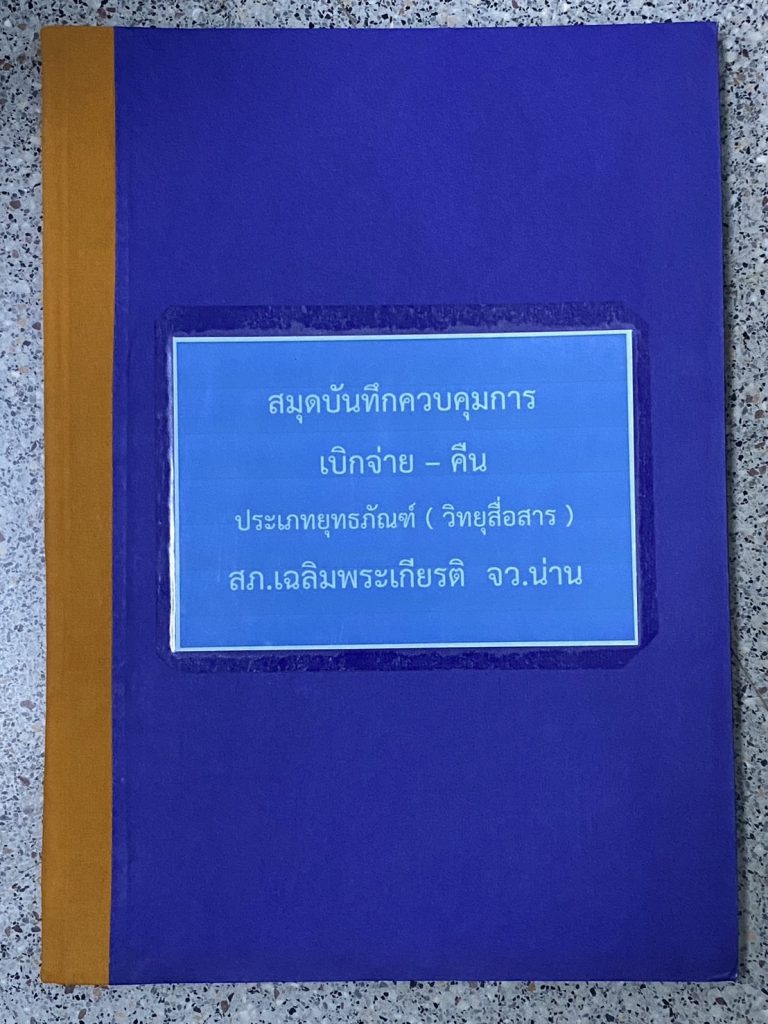 สมุดบันทึกควบคุมการ
เบิกจ่าย – คืน
ประเภทยุทธภัณฑ์ ( วิทยุสื่อสาร )
สภ.เฉลิมพระเกียรติ จว.น่าน